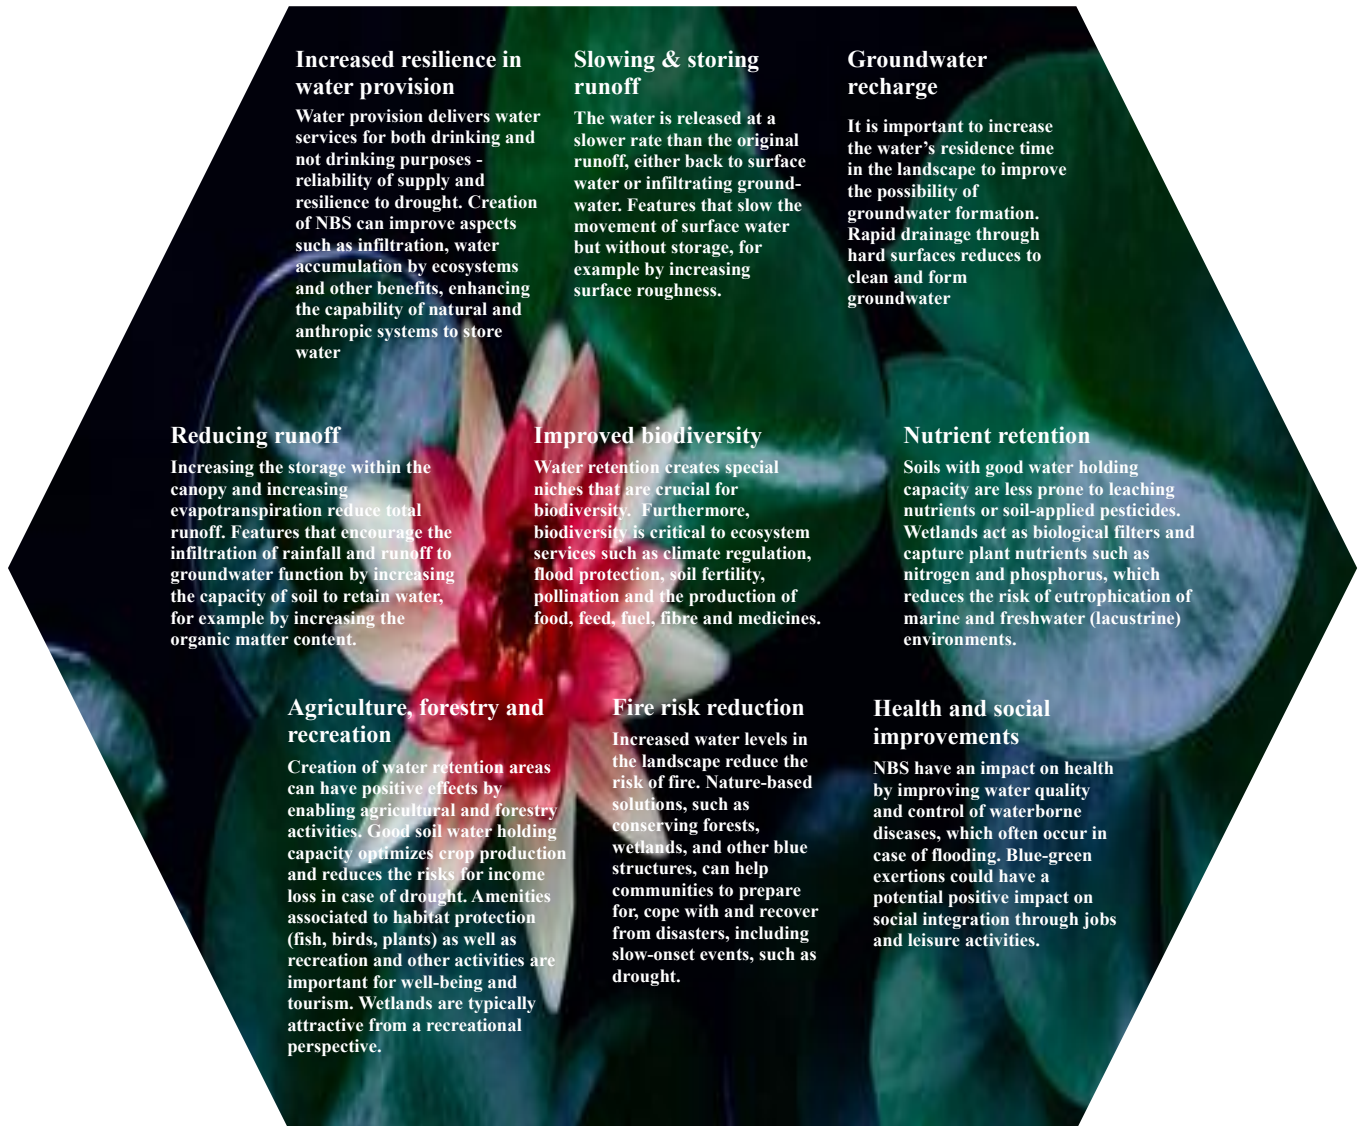 Increased resilience in
water provision
Water provision delivers water
services for both drinking and
not drinking purposes -
reliability of supply and
resilience to drought. Creation
of NBS can improve aspects
such as infiltration, water
accumulation by ecosystems
and other benefits, enhancing
the capability of natural and
anthropic systems to store
water
Slowing & storing
runoff
The water is released at a
slower rate than the original
runoff, either back to surface
water or infiltrating ground-
water. Features that slow the
movement of surface water
but without storage, for
example by increasing
surface roughness.
Groundwater
recharge
It is important to increase
the water’s residence time
in the landscape to improve
the possibility of
groundwater formation.
Rapid drainage through
hard surfaces reduces to
clean and form
groundwater
Reducing runoff
Increasing the storage within the
canopy and increasing
evapotranspiration reduce total
runoff. Features that encourage the
infiltration of rainfall and runoff to
groundwater function by increasing
the capacity of soil to retain water,
for example by increasing the
organic matter content.
Improved biodiversity
Water retention creates special
niches that are crucial for
biodiversity. Furthermore,
biodiversity is critical to ecosystem
services such as climate regulation,
flood protection, soil fertility,
pollination and the production of
food, feed, fuel, fibre and medicines.
Nutrient retention
Soils with good water holding
capacity are less prone to leaching
nutrients or soil-applied pesticides.
Wetlands act as biological filters and
capture plant nutrients such as
nitrogen and phosphorus, which
reduces the risk of eutrophication of
marine and freshwater (lacustrine)
environments.
Agriculture, forestry and
recreation
Creation of water retention areas
can have positive effects by
enabling agricultural and forestry
activities. Good soil water holding
capacity optimizes crop production
and reduces the risks for income
loss in case of drought. Amenities
associated to habitat protection
(fish, birds, plants) as well as
recreation and other activities are
important for well-being and
tourism. Wetlands are typically
attractive from a recreational
perspective.
Fire risk reduction
Increased water levels in
the landscape reduce the
risk of fire. Nature-based
solutions, such as
conserving forests,
wetlands, and other blue
structures, can help
communities to prepare
for, cope with and recover
from disasters, including
slow-onset events, such as
drought.
Health and social
improvements
NBS have an impact on health
by improving water quality
and control of waterborne
diseases, which often occur in
case of flooding. Blue-green
exertions could have a
potential positive impact on
social integration through jobs
and leisure activities.